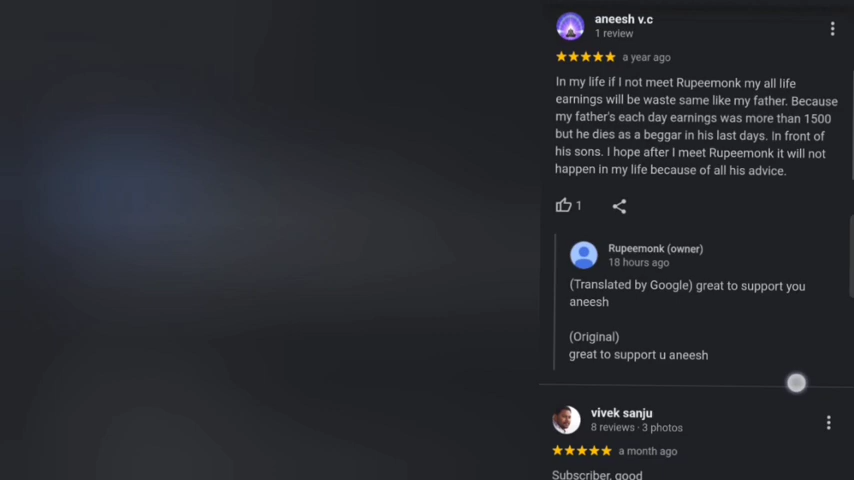 aneesh v.c
1 review
a year ago
In my life if I not meet Rupeemonk my all life
earnings will be waste same like my father. Because
my father's each day earnings was more than 1500
but he dies as a beggar in his last days. In front of
his sons. I hope after I meet Rupeemonk it will not
happen in my life because of all his advice.
1
Rupeemonk (owner)
18 hours ago
(Translated by Google) great to support you
aneesh
(Original)
great to support u aneesh
vivek sanju
8 reviews · 3 photos
a month ago
Subscriber, good